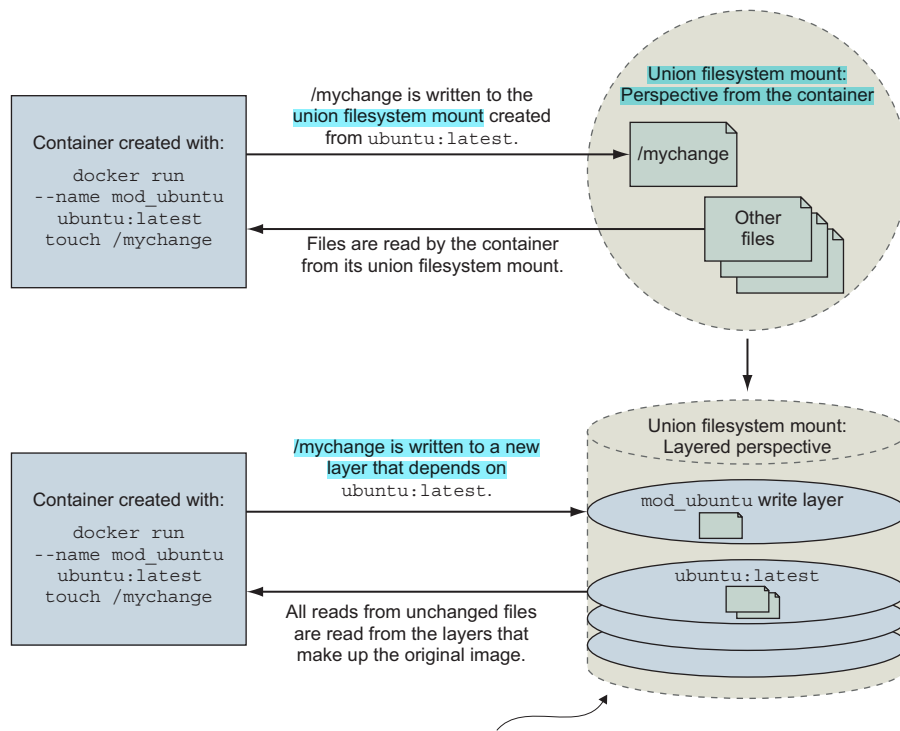 Union filesystem mount:
Perspective from the container
/mychange is written to the
union filesystem mount created
from ubuntu:latest.
Container created with:
docker run
--name mod_ubuntu
ubuntu:latest
touch /mychange
/mychange
Other
files
Files are read by the container
from its union filesystem mount.
Union filesystem mount:
Layered perspective
/mychange is written to a new
layer that depends on
ubuntu:latest.
Container created with:
docker run
--name mod_ubuntu
ubuntu:latest
touch /mychange
mod_ubuntu write layer
ubuntu:latest
All reads from unchanged files
are read from the layers that
make up the original image.